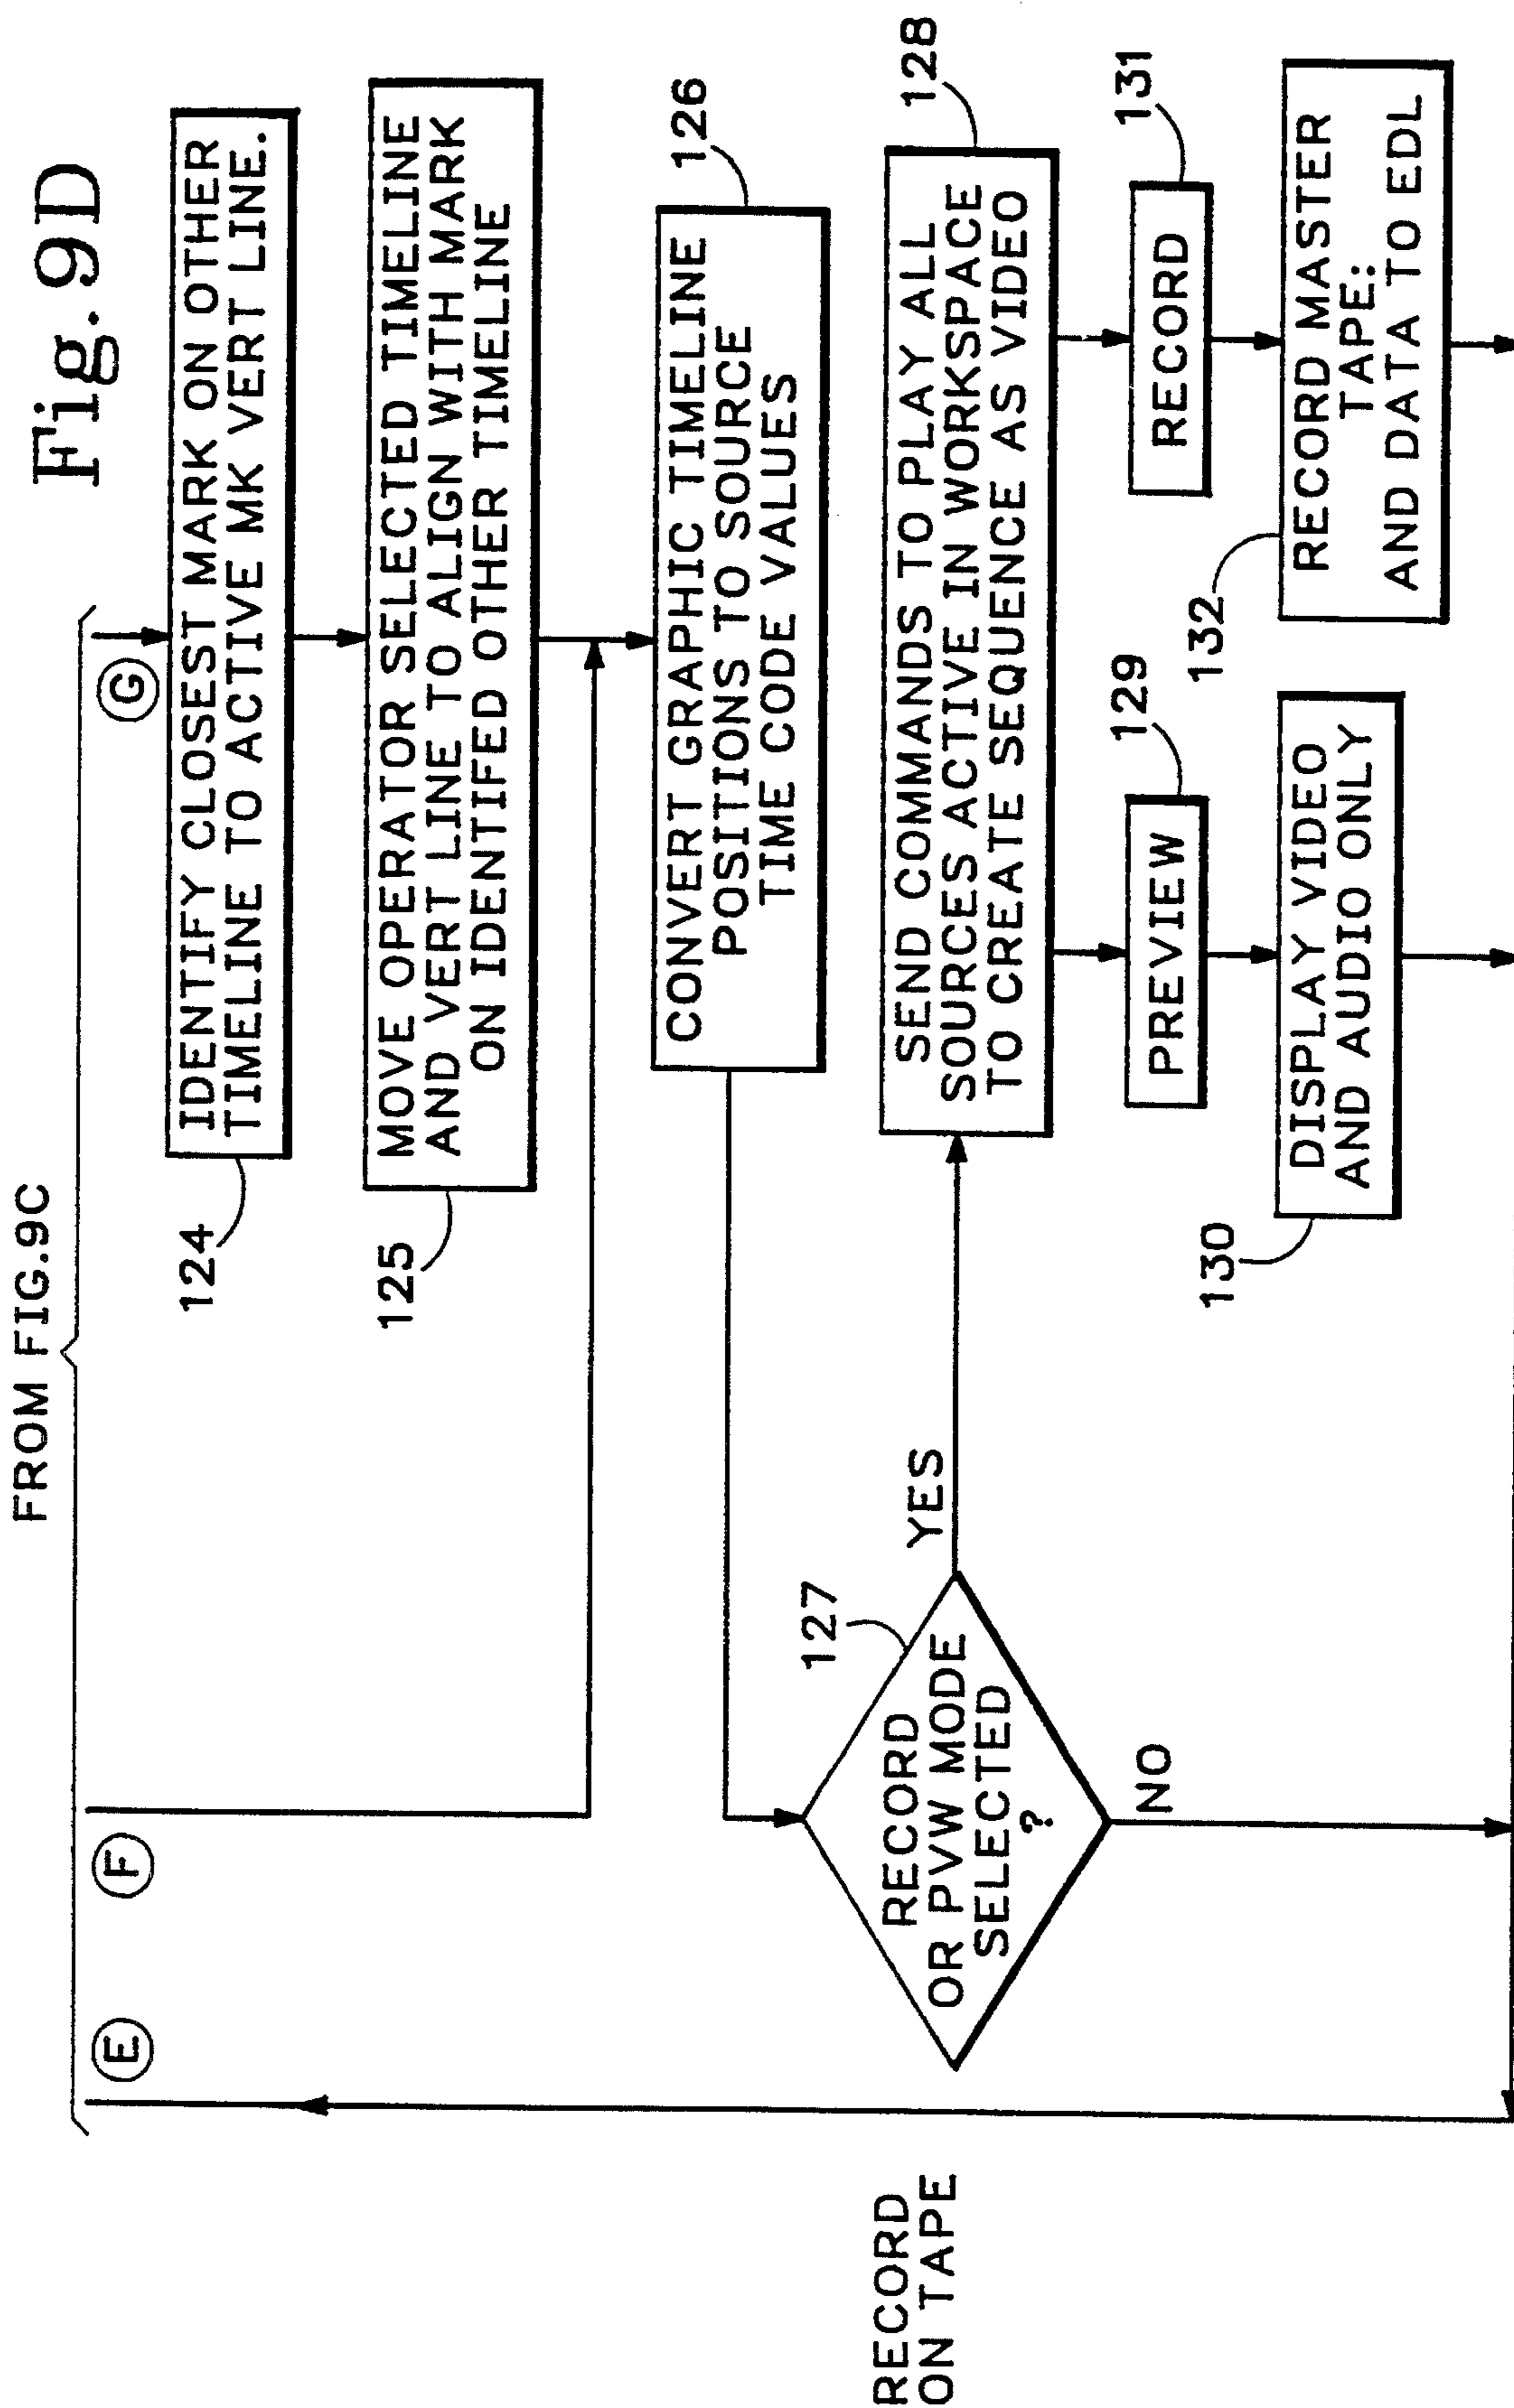 Fig. 9D
FROM FIG.9C
E
F
G
IDENTIFY CLOSEST MARK ON OTHER
TIMELINE TO ACTIVE MK VERT LINE.
124
MOVE OPERATOR SELECTED TIMELINE
AND VERT LINE TO ALIGN WITH MARK
ON IDENTIFED OTHER TIMELINE
125
CONVERT GRAPHIC TIMELINE
POSITIONS TO SOURCE
TIME CODE VALUES
126
RECORD
ON TAPE
RECORD
OR PVW MODE
SELECTED
?
127
YES
NO
SEND COMMANDS TO PLAY ALL
SOURCES ACTIVE IN WORKSPACE
TO CREATE SEQUENCE AS VIDEO
128
PREVIEW
129
RECORD
131
DISPLAY VIDEO
AND AUDIO ONLY
130
RECORD MASTER
TAPE:
AND DATA TO EDL
132